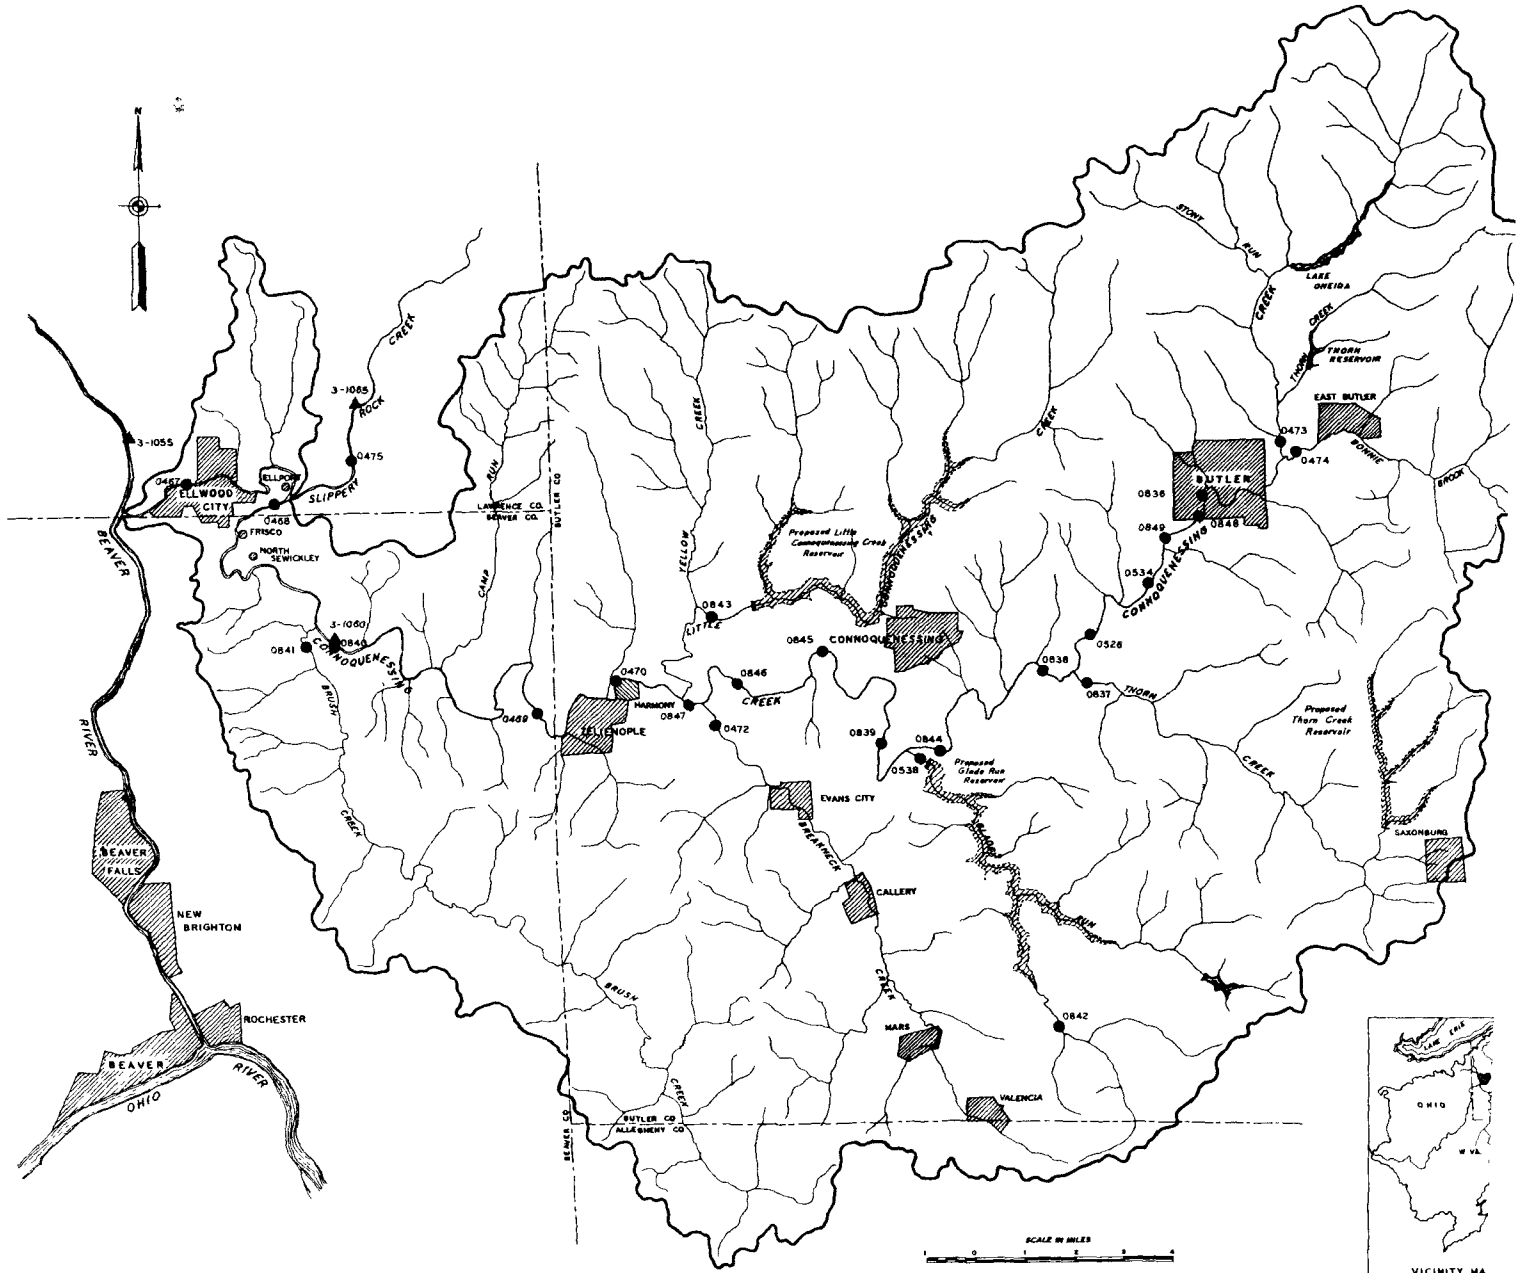 N
STONY
RUN
LAKE
ONEIDA
CREEK
CREEK
THORN
THORN
RESERVOIR
EAST BUTLER
CREEK
3-1065
ROCK
3-1055
0475
SLIPPERY
0467
ELLWOOD
CITY
ELLPORT
0468
FRISCO
NORTH
SEWICKLEY
LAWRENCE CO.
BEAVER CO.
BUTLER CO
RUN
CAMP
CREEK
YELLOW
CREEK
0473
0474
BONNIE
BROOK
BUTLER
0836
0848
0849
0534
CONNOQUENESSING
0526
Proposed Little
Connoquenessing Creek
Reservoir
CONNOQUENESSING
0843
LITTLE
0845
CONNOQUENESSING
0838
0837
THORN
CREEK
3-1060
0840
0841
CONNOQUENESSING
BRUSH
CREEK
0470
HARMONY
0847
0846
CREEK
0472
0469
ZELIENOPLE
0839
0844
0538
Proposed
Glade Run
Reservoir
Proposed
Thorn Creek
Reservoir
SAXONBURG
EVANS CITY
BREAKNECK
GLADE
CALLERY
RUN
CREEK
BRUSH
MARS
0842
CREEK
VALENCIA
BUTLER CO
ALLEGHENY CO
BEAVER CO
BEAVER
RIVER
BEAVER
FALLS
NEW
BRIGHTON
ROCHESTER
BEAVER
OHIO
RIVER
SCALE IN MILES
1 0 1 2 3 4
LAKE ERIE
OHIO
W VA.
VICINITY MA